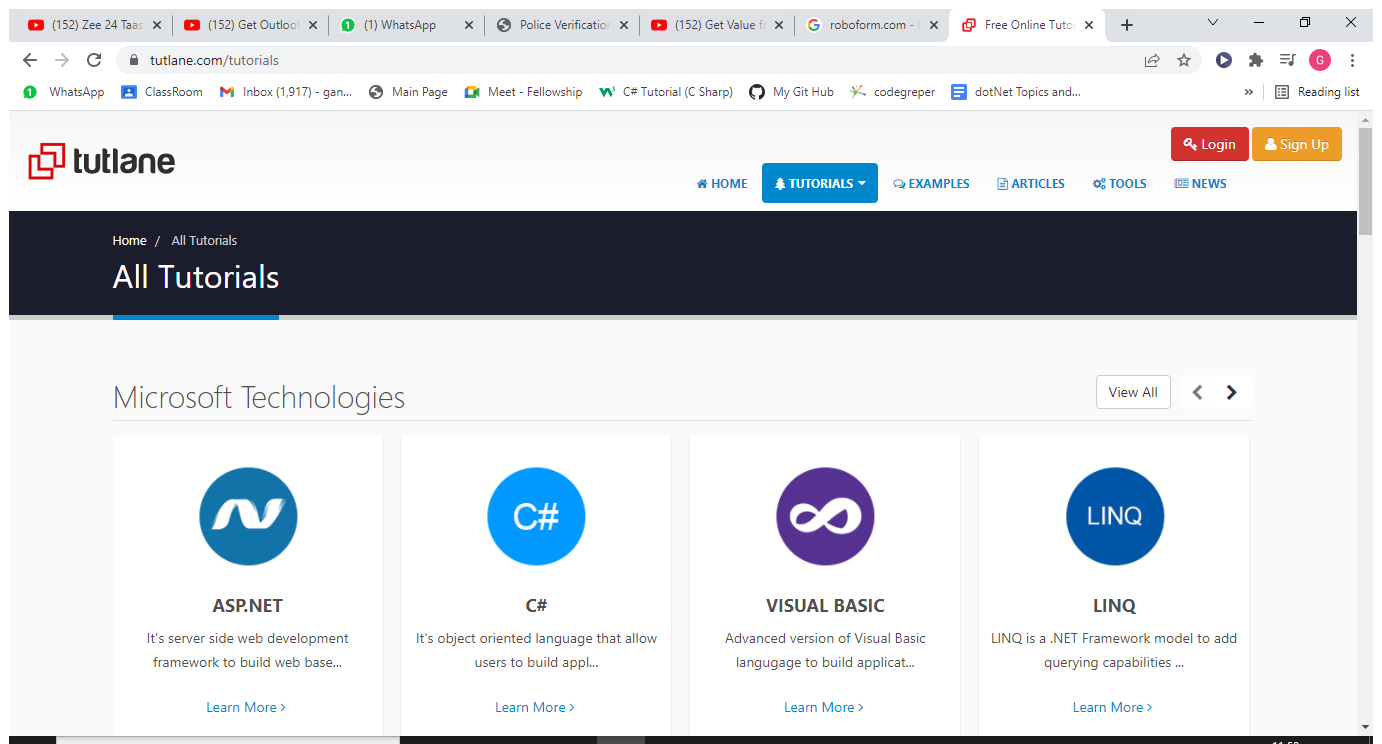 (152) Zee 24 Taas
(152) Get Outlook
(1) WhatsApp
Police Verification
(152) Get Value f
roboform.com -
Free Online Tutor
tutlane.com/tutorials
G
1 WhatsApp
ClassRoom
Inbox (1,917) - gan...
Main Page
Meet - Fellowship
C# Tutorial (C Sharp)
My Git Hub
codegreper
dotNet Topics and...
»
Reading list
tutlane
Login
Sign Up
HOME
TUTORIALS
EXAMPLES
ARTICLES
TOOLS
NEWS
Home / All Tutorials
All Tutorials
Microsoft Technologies
View All
C#
LINQ
ASP.NET
It's server side web development
framework to build web base...
Learn More
C#
It's object oriented language that allow
users to build appl...
Learn More
VISUAL BASIC
Advanced version of Visual Basic
langugage to build applicat...
Learn More
LINQ
LINQ is a .NET Framework model to add
querying capabilities ...
Learn More